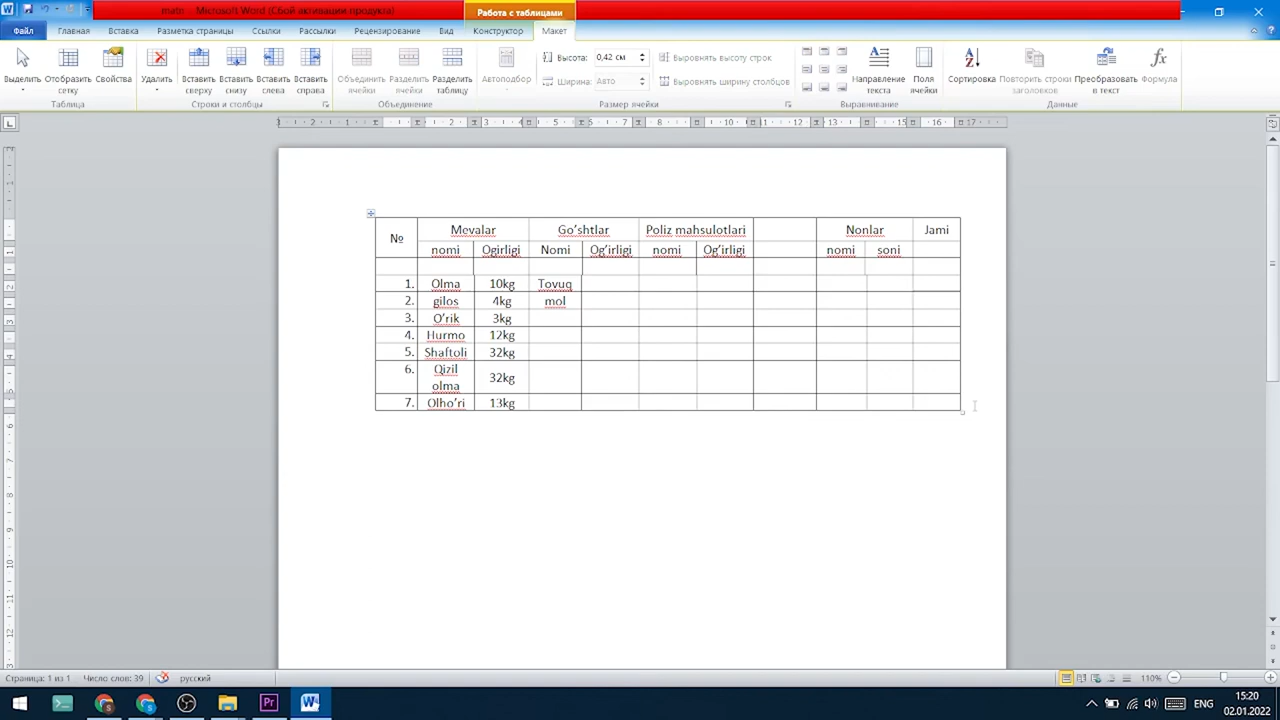 matn - Microsoft Word (Сбой активации продукта)
Работа с таблицами
Файл Главная Вставка Разметка страницы Ссылки Рассылки Рецензирование Вид Конструктор Макет
Выделить Отобразить сетку Свойства Удалить Вставить сверху Вставить снизу Вставить слева Вставить справа Объединить ячейки Разделить ячейки Разделить таблицу Автоподбор
Высота: 0,42 см
Ширина: Авто
Выровнять высоту строк
Выровнять ширину столбцов
Направление текста Поля ячейки Сортировка Повторить строки заголовков Преобразовать в текст Формула
Таблица Строки и столбцы Объединение Размер ячейки Выравнивание Данные
№ Mevalar Go'shtlar Poliz mahsulotlari Nonlar Jami
nomi Ogirligi Nomi Og'irligi nomi Og'irligi nomi soni
1. Olma 10kg Tovuq
2. gilos 4kg mol
3. O'rik 3kg
4. Hurmo 12kg
5. Shaftoli 32kg
6. Qizil olma 32kg
7. Olho'ri 13kg
Страница: 1 из 1 Число слов: 39 русский 110%
ENG 15:20
02.01.2022